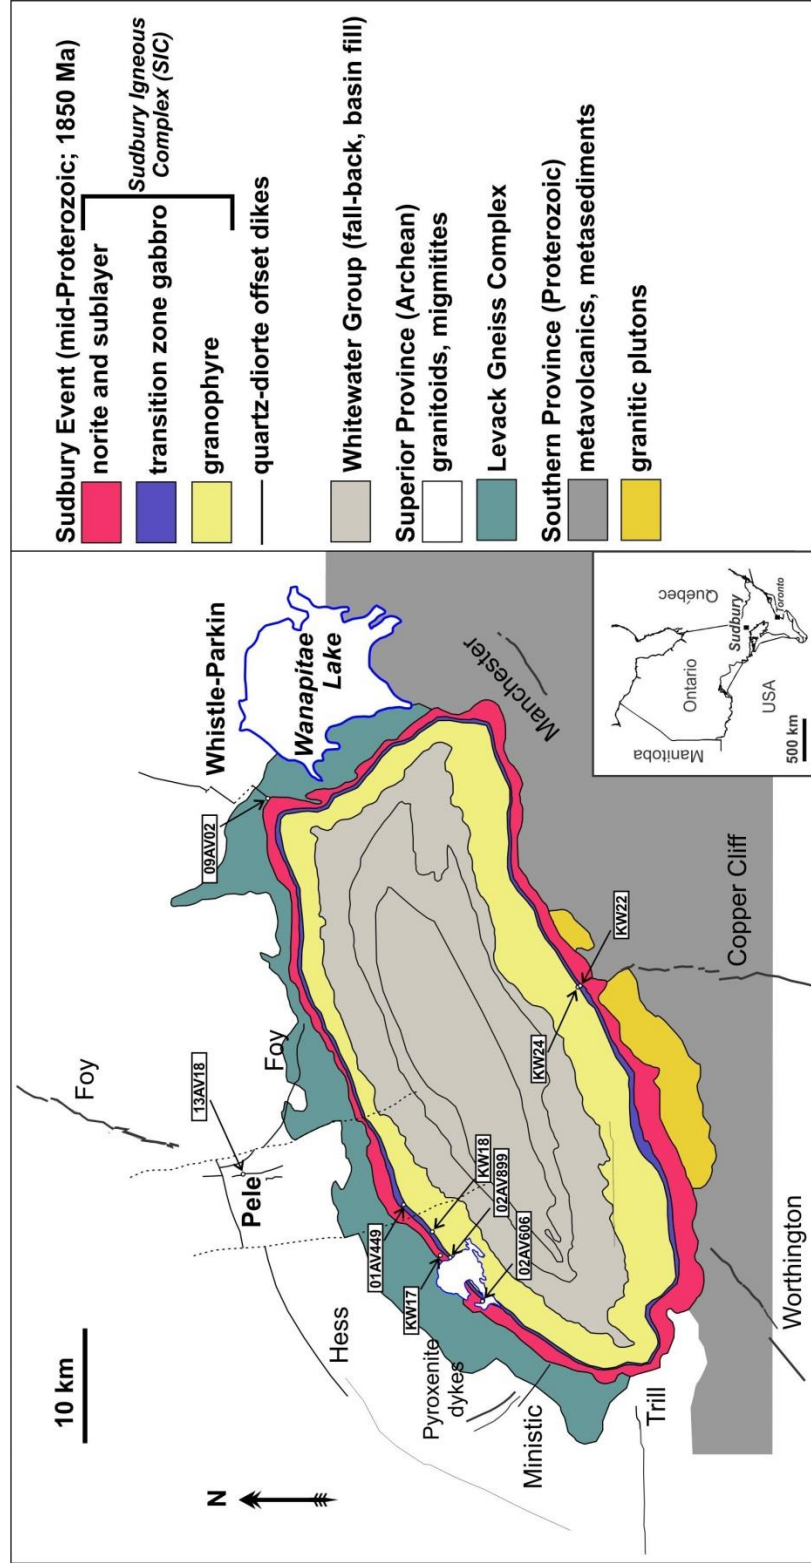 10 km
N
Foy
Foy
13AV18
Pele
Hess
09AV02
Whistle-Parkin
Wanapitae
Lake
01AV449
KW17
KW18
02AV899
02AV606
Pyroxenite
dykes
Ministic
Trill
Worthington
KW24
KW22
Copper Cliff
Manchester
Manitoba
Ontario
Québec
Sudbury
Toronto
USA
500 km
Sudbury Event (mid-Proterozoic; 1850 Ma)
norite and sublayer
transition zone gabbro
granophyre
Sudbury Igneous
Complex (SIC)
quartz-diorte offset dikes
Whitewater Group (fall-back, basin fill)
Superior Province (Archean)
granitoids, migmitites
Levack Gneiss Complex
Southern Province (Proterozoic)
metavolcanics, metasediments
granitic plutons